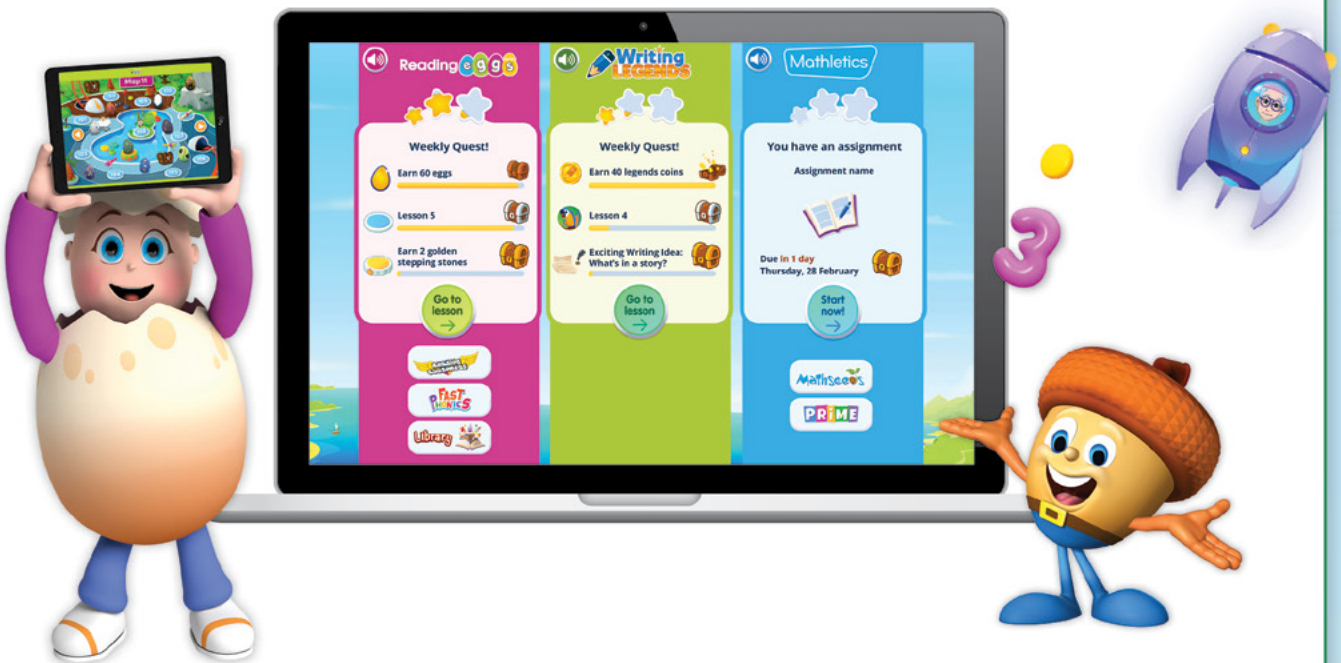 Map 11
Reading eggs
Weekly Quest!
Earn 60 eggs
Lesson 5
Earn 2 golden
stepping stones
Go to
lesson
FAST
PHONICS
Library
Writing
LEGENDS
Weekly Quest!
Earn 40 legends coins
Lesson 4
Exciting Writing Idea:
What's in a story?
Go to
lesson
Mathletics
You have an assignment
Assignment name
Due in 1 day
Thursday, 28 February
Start
now!
Mathseeds
PRIME
3